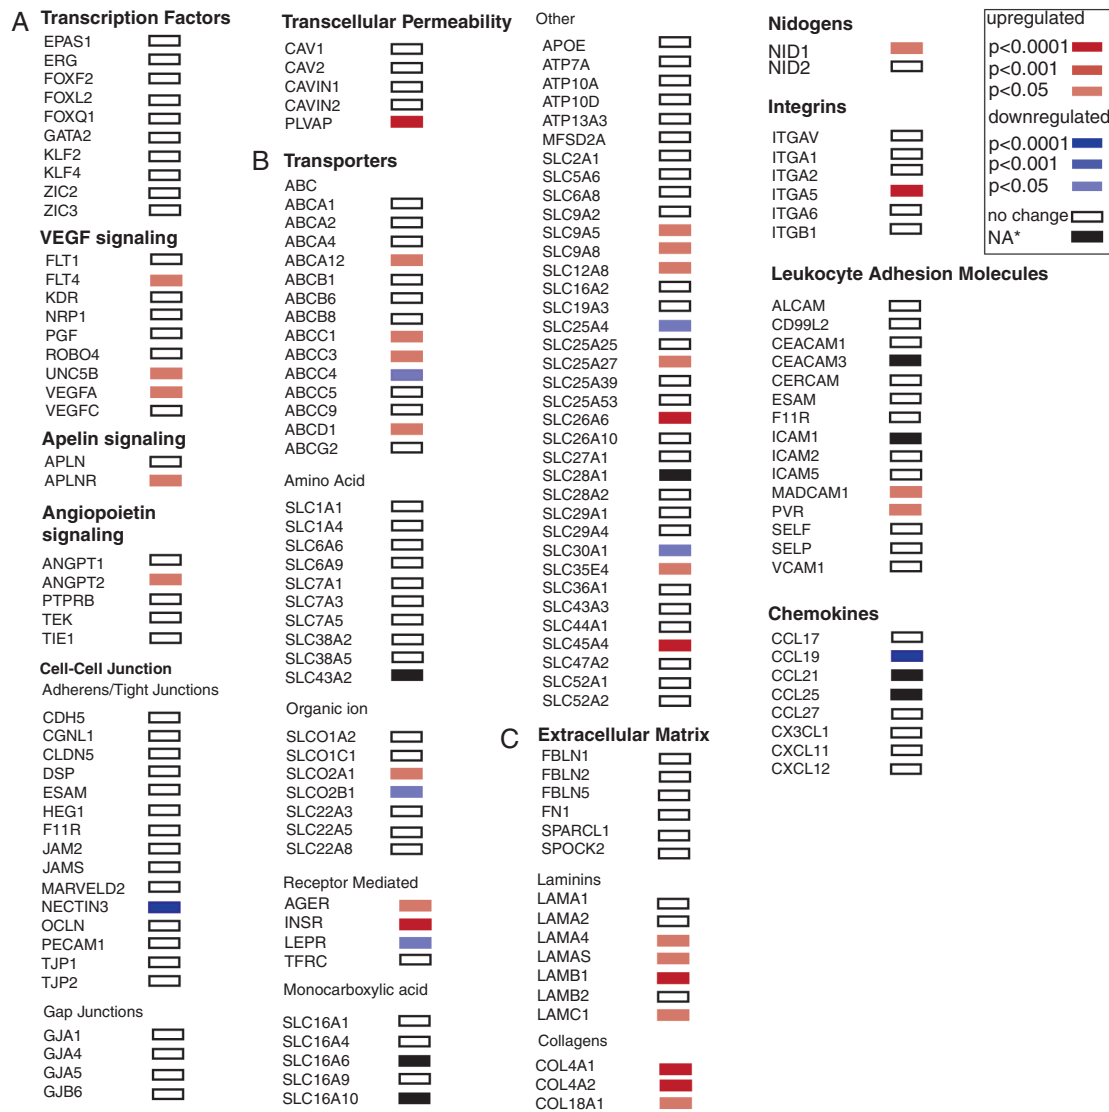 A
Transcription Factors
EPAS1
ERG
FOXF2
FOXL2
FOXQ1
GATA2
KLF2
KLF4
ZIC2
ZIC3
VEGF signaling
FLT1
FLT4
KDR
NRP1
PGF
ROBO4
UNC5B
VEGFA
VEGFC
Apelin signaling
APLN
APLNR
Angiopoietin
signaling
ANGPT1
ANGPT2
PTPRB
TEK
TIE1
Cell-Cell Junction
Adherens/Tight Junctions
CDH5
CGNL1
CLDN5
DSP
ESAM
HEG1
F11R
JAM2
JAMS
MARVELD2
NECTIN3
OCLN
PECAM1
TJP1
TJP2
Gap Junctions
GJA1
GJA4
GJA5
GJB6
Transcellular Permeability
CAV1
CAV2
CAVIN1
CAVIN2
PLVAP
B
Transporters
ABC
ABCA1
ABCA2
ABCA4
ABCA12
ABCB1
ABCB6
ABCB8
ABCC1
ABCC3
ABCC4
ABCC5
ABCC9
ABCD1
ABCG2
Amino Acid
SLC1A1
SLC1A4
SLC6A6
SLC6A9
SLC7A1
SLC7A3
SLC7A5
SLC38A2
SLC38A5
SLC43A2
Organic ion
SLCO1A2
SLCO1C1
SLCO2A1
SLCO2B1
SLC22A3
SLC22A5
SLC22A8
Receptor Mediated
AGER
INSR
LEPR
TFRC
Monocarboxylic acid
SLC16A1
SLC16A4
SLC16A6
SLC16A9
SLC16A10
Other
APOE
ATP7A
ATP10A
ATP10D
ATP13A3
MFSD2A
SLC2A1
SLC5A6
SLC6A8
SLC9A2
SLC9A5
SLC9A8
SLC12A8
SLC16A2
SLC19A3
SLC25A4
SLC25A25
SLC25A27
SLC25A39
SLC25A53
SLC26A6
SLC26A10
SLC27A1
SLC28A1
SLC28A2
SLC29A1
SLC29A4
SLC30A1
SLC35E4
SLC36A1
SLC43A3
SLC44A1
SLC45A4
SLC47A2
SLC52A1
SLC52A2
C
Extracellular Matrix
FBLN1
FBLN2
FBLN5
FN1
SPARCL1
SPOCK2
Laminins
LAMA1
LAMA2
LAMA4
LAMAS
LAMB1
LAMB2
LAMC1
Collagens
COL4A1
COL4A2
COL18A1
Nidogens
NID1
NID2
Integrins
ITGAV
ITGA1
ITGA2
ITGA5
ITGA6
ITGB1
Leukocyte Adhesion Molecules
ALCAM
CD99L2
CEACAM1
CEACAM3
CERCAM
ESAM
F11R
ICAM1
ICAM2
ICAM5
MADCAM1
PVR
SELF
SELP
VCAM1
Chemokines
CCL17
CCL19
CCL21
CCL25
CCL27
CX3CL1
CXCL11
CXCL12
upregulated
p<0.0001
p<0.001
p<0.05
downregulated
p<0.0001
p<0.001
p<0.05
no change
NA*